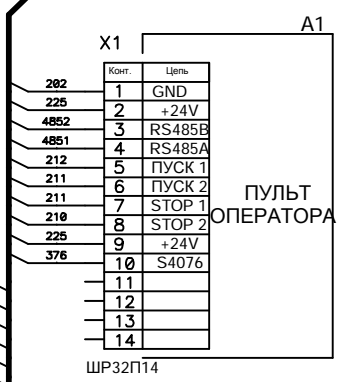 A1
X1
Конт. Цепь
202 1 GND
225 2 +24V
4852 3 RS485B
4851 4 RS485A
212 5 ПУСК 1
211 6 ПУСК 2
211 7 STOP 1
210 8 STOP 2
225 9 +24V
376 10 S4076
11
12
13
14
ПУЛЬТ
ОПЕРАТОРА
ШР32П14